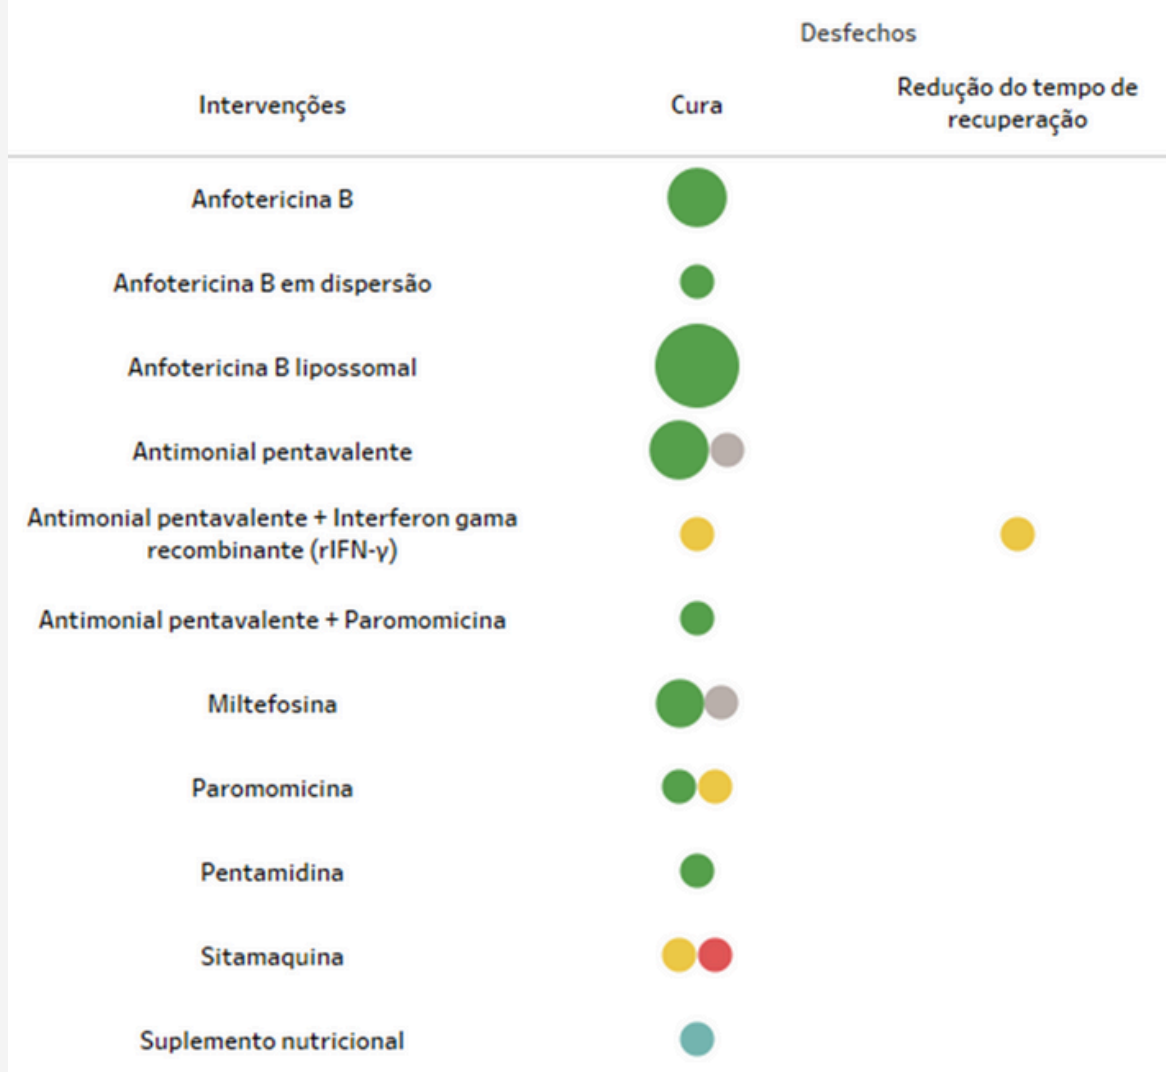 Desfechos
Intervenções
Cura
Redução do tempo de
recuperação
Anfotericina B
Anfotericina B em dispersão
Anfotericina B lipossomal
Antimonial pentavalente
Antimonial pentavalente + Interferon gama
recombinante (rIFN-γ)
Antimonial pentavalente + Paromomicina
Miltefosina
Paromomicina
Pentamidina
Sitamaquina
Suplemento nutricional